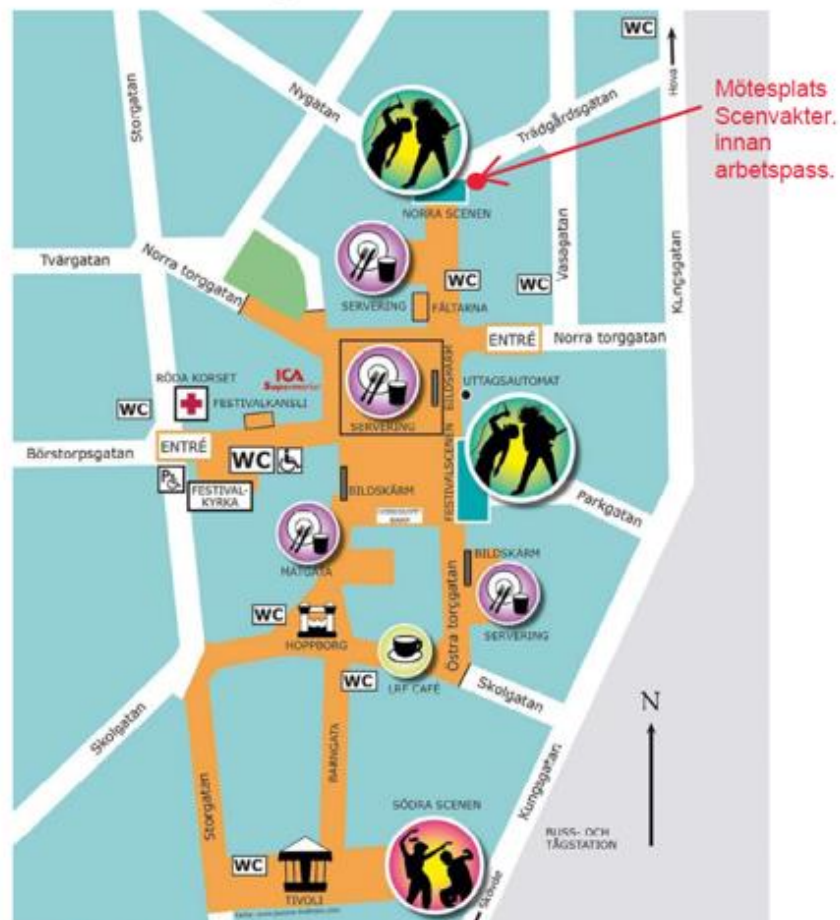 WC
Hova
Nygatan
Storgatan
Trädgårdsgatan
Mötesplats
Scenvakter.
innan
arbetspass.
NORRA SCENEN
Tvärgatan
Norra torggatan
SERVERING
WC
WC
Vasagatan
Kungsgatan
FÄLTARNA
ENTRÉ
Norra torggatan
RÖDA KORSET
ICA
Supermarket
FESTIVALKANSLI
SERVERING
BILDSKÄRM
UTTAGSAUTOMAT
WC
ENTRÉ
Börstorpsgatan
WC
P
FESTIVAL-
KYRKA
BILDSKÄRM
FESTIVALSCENEN
Parkgatan
MATGATA
BILDSKÄRM
SERVERING
WC
HOPPBORG
Östra torggatan
WC
LRF CAFÉ
Skolgatan
Skolgatan
N
Storgatan
BARNGATA
Kungsgatan
SÖDRA SCENEN
BUSS- OCH
TÅGSTATION
WC
TIVOLI
Skövde